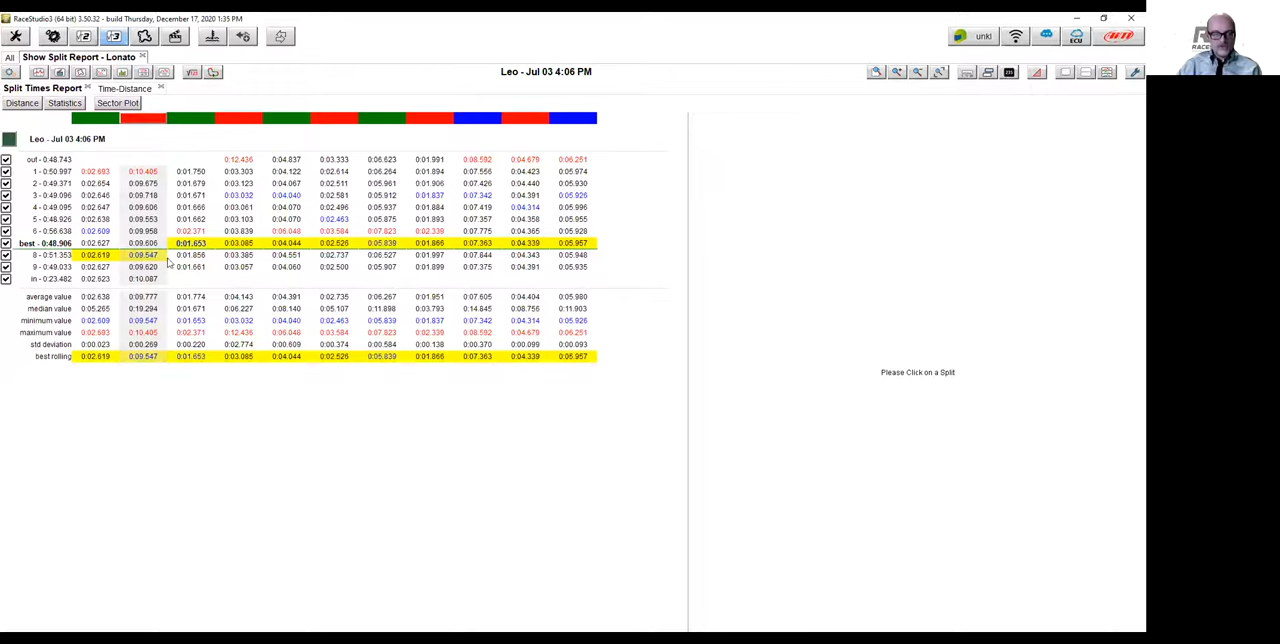 RaceStudio3 (64 bit) 3.50.32 - build Thursday, December 17, 2020 1:35 PM
unkl ECU
All Show Split Report - Lonato
Leo - Jul 03 4:06 PM
Split Times Report Time-Distance
Distance Statistics Sector Plot
Leo - Jul 03 4:06 PM
out - 0:48.743 0:12.436 0:04.837 0:03.333 0:06.623 0:01.991 0:08.592 0:04.679 0:06.251
1 - 0:50.997 0:02.693 0:10.405 0:01.750 0:03.303 0:04.122 0:02.614 0:06.264 0:01.894 0:07.556 0:04.423 0:05.974
2 - 0:49.371 0:02.654 0:09.675 0:01.679 0:03.123 0:04.067 0:02.511 0:05.961 0:01.906 0:07.426 0:04.440 0:05.930
3 - 0:49.096 0:02.646 0:09.718 0:01.671 0:03.032 0:04.040 0:02.581 0:05.912 0:01.837 0:07.342 0:04.391 0:05.926
4 - 0:49.095 0:02.647 0:09.606 0:01.666 0:03.061 0:04.070 0:02.496 0:05.937 0:01.884 0:07.419 0:04.314 0:05.996
5 - 0:48.926 0:02.638 0:09.553 0:01.662 0:03.103 0:04.070 0:02.463 0:05.875 0:01.893 0:07.357 0:04.358 0:05.955
6 - 0:56.638 0:02.609 0:09.958 0:02.371 0:03.839 0:06.048 0:03.584 0:07.823 0:02.339 0:07.775 0:04.365 0:05.928
best - 0:48.906 0:02.627 0:09.606 0:01.653 0:03.085 0:04.044 0:02.526 0:05.839 0:01.866 0:07.363 0:04.339 0:05.957
8 - 0:51.353 0:02.619 0:09.547 0:01.856 0:03.385 0:04.551 0:02.737 0:06.527 0:01.997 0:07.844 0:04.343 0:05.948
9 - 0:49.033 0:02.627 0:09.620 0:01.661 0:03.057 0:04.060 0:02.500 0:05.907 0:01.899 0:07.375 0:04.391 0:05.935
in - 0:23.482 0:02.623 0:10.087
average value 0:02.638 0:09.777 0:01.774 0:04.143 0:04.391 0:02.735 0:06.267 0:01.951 0:07.605 0:04.404 0:05.980
median value 0:05.265 0:19.294 0:01.671 0:06.227 0:08.140 0:05.107 0:11.898 0:03.793 0:14.845 0:08.756 0:11.903
minimum value 0:02.609 0:09.547 0:01.653 0:03.032 0:04.040 0:02.463 0:05.839 0:01.837 0:07.342 0:04.314 0:05.926
maximum value 0:02.693 0:10.405 0:02.371 0:12.436 0:06.048 0:03.584 0:07.823 0:02.339 0:08.592 0:04.679 0:06.251
std deviation 0:00.023 0:00.269 0:00.220 0:02.774 0:00.609 0:00.374 0:00.584 0:00.138 0:00.370 0:00.099 0:00.093
best rolling 0:02.619 0:09.547 0:01.653 0:03.085 0:04.044 0:02.526 0:05.839 0:01.866 0:07.363 0:04.339 0:05.957
Please Click on a Split